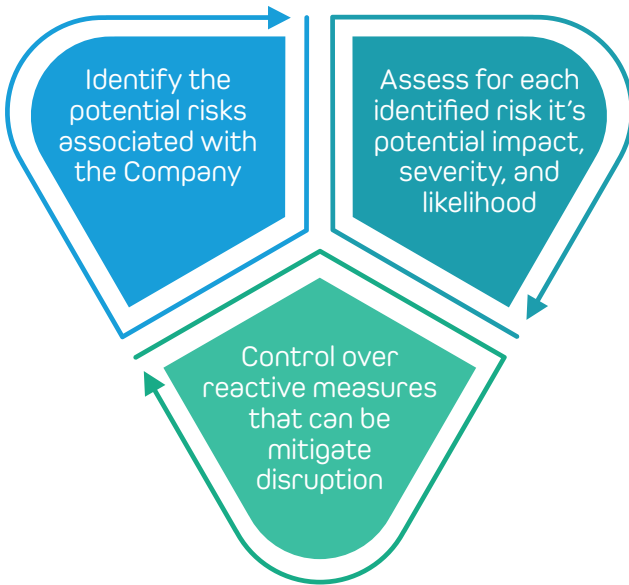 Identify the
potential risks
associated with
the Company
Assess for each
identified risk it's
potential impact,
severity, and
likelihood
Control over
reactive measures
that can be
mitigate
disruption